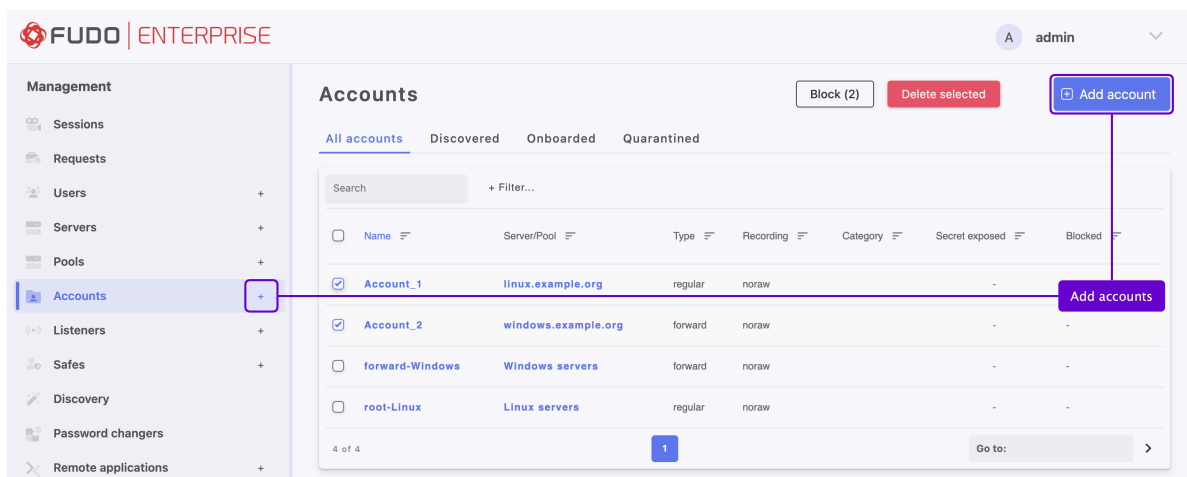 FUDO ENTERPRISE
A admin
Management
Sessions
Requests
Users +
Servers +
Pools +
Accounts +
Listeners +
Safes +
Discovery
Password changers
Remote applications +
Accounts
Block (2) Delete selected Add account
All accounts Discovered Onboarded Quarantined
Search + Filter...
Name Server/Pool Type Recording Category Secret exposed Blocked
Account_1 linux.example.org regular noraw -
Add accounts
Account_2 windows.example.org forward noraw - -
forward-Windows Windows servers forward noraw - -
root-Linux Linux servers regular noraw - -
4 of 4 1 Go to: